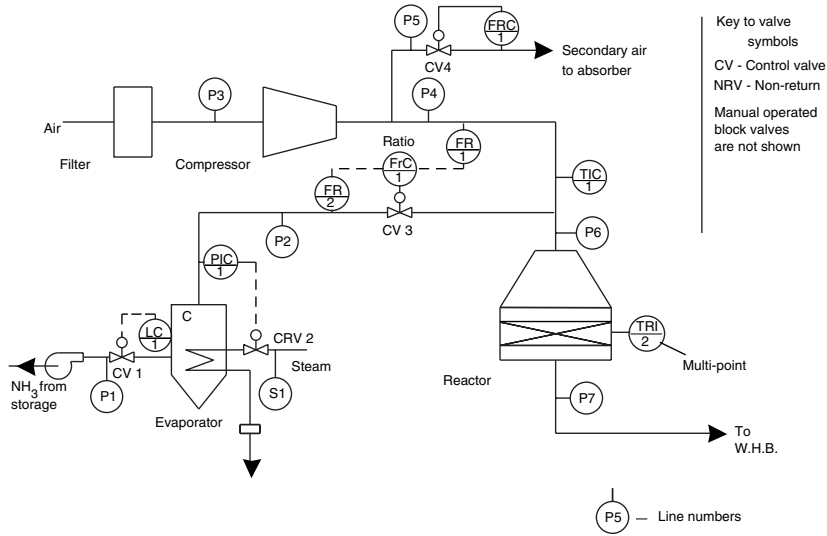 P5
FRC
1
CV4
Secondary air
to absorber
Key to valve
symbols
CV - Control valve
NRV - Non-return
Manual operated
block valves
are not shown
Air
Filter
P3
Compressor
P4
Ratio
FrC
1
FR
1
FR
2
CV 3
TIC
1
P2
P6
PIC
1
C
LC
1
CV 1
CRV 2
Steam
NH3 from
storage
P1
S1
Evaporator
Reactor
TRI
2
Multi-point
P7
To
W.H.B.
P5 – Line numbers